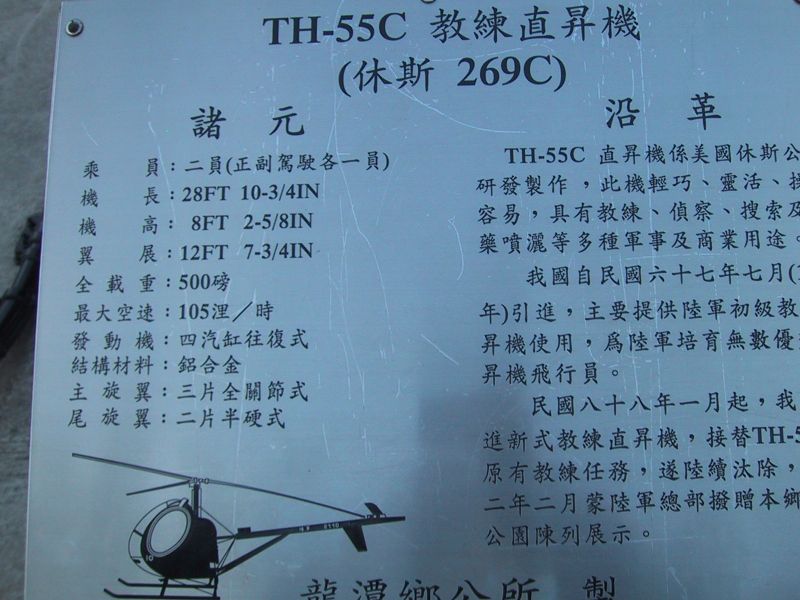 TH-55C 教練直昇機
(休斯 269C)
諸 元
乘 員：二員(正副駕駛各一員)
機 長：28FT 10-3/4IN
機 高： 8FT 2-5/8IN
翼 展：12FT 7-3/4IN
全 載 重：500磅
最大空速：105浬／時
發 動 機：四汽缸往復式
結構材料：鋁合金
主 旋 翼：三片全關節式
尾 旋 翼：二片半硬式
沿 革
TH-55C 直昇機係美國休斯公
研發製作，此機輕巧、靈活、
容易，具有教練、偵察、搜索及
藥噴灑等多種軍事及商業用途。
我國自民國六十七年七月(
年)引進，主要提供陸軍初級教
昇機使用，為陸軍培育無數優
昇機飛行員。
民國八十八年一月起，我
進新式教練直昇機，接替TH-5
原有教練任務，遂陸續汰除，
二年二月蒙陸軍總部撥贈本鄉
公園陳列展示。
龍潭鄉公所 製